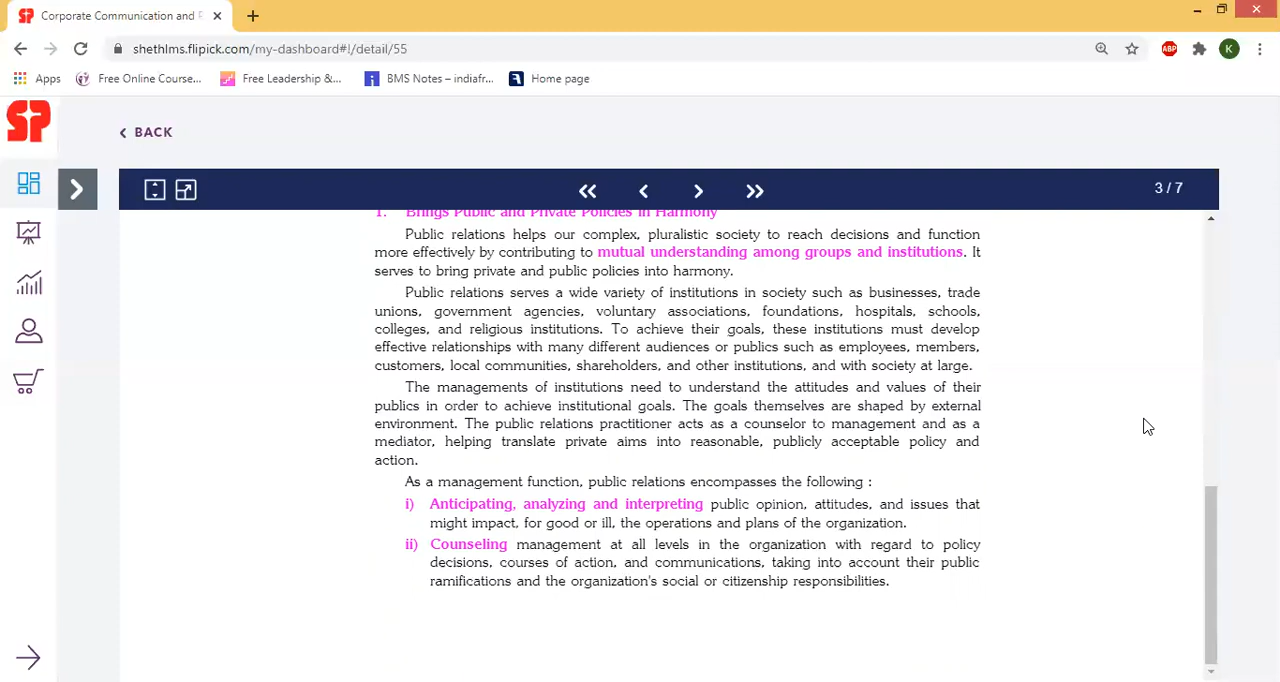 SP Corporate Communication and P
shethlms.flipick.com/my-dashboard#!/detail/55
ABP
K
Apps Free Online Course... Free Leadership &... BMS Notes – indiafr... Home page
SP
BACK
3 / 7
1. Brings Public and Private Policies in Harmony
Public relations helps our complex, pluralistic society to reach decisions and function
more effectively by contributing to mutual understanding among groups and institutions. It
serves to bring private and public policies into harmony.
Public relations serves a wide variety of institutions in society such as businesses, trade
unions, government agencies, voluntary associations, foundations, hospitals, schools,
colleges, and religious institutions. To achieve their goals, these institutions must develop
effective relationships with many different audiences or publics such as employees, members,
customers, local communities, shareholders, and other institutions, and with society at large.
The managements of institutions need to understand the attitudes and values of their
publics in order to achieve institutional goals. The goals themselves are shaped by external
environment. The public relations practitioner acts as a counselor to management and as a
mediator, helping translate private aims into reasonable, publicly acceptable policy and
action.
As a management function, public relations encompasses the following :
i) Anticipating, analyzing and interpreting public opinion, attitudes, and issues that
might impact, for good or ill, the operations and plans of the organization.
ii) Counseling management at all levels in the organization with regard to policy
decisions, courses of action, and communications, taking into account their public
ramifications and the organization's social or citizenship responsibilities.